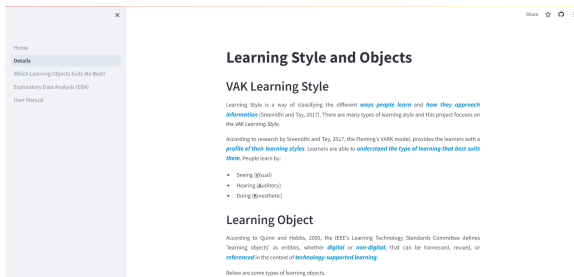 Share
Home
Details
Which Learning Objects Suits Me Best?
Exploratory Data Analysis (EDA)
User Manual
Learning Style and Objects
VAK Learning Style
Learning Style is a way of classifying the different ways people learn and how they approach
information (Sreenidhi and Tay, 2017). There are many types of learning style and this project focuses on
the VAK Learning Style.
According to research by Sreenidhi and Tay, 2017, the Fleming's VARK model, provides the learners with a
profile of their learning styles. Learners are able to understand the type of learning that best suits
them. People learn by:
• Seeing (Visual)
• Hearing (Auditory)
• Doing (Kinesthetic)
Learning Object
According to Quinn and Hobbs, 2000, the IEEE's Learning Technology Standards Committee defines
'learning objects' as entities, whether digital or non-digital, that can be harnessed, reused, or
referenced in the context of technology-supported learning.
Below are some types of learning objects.